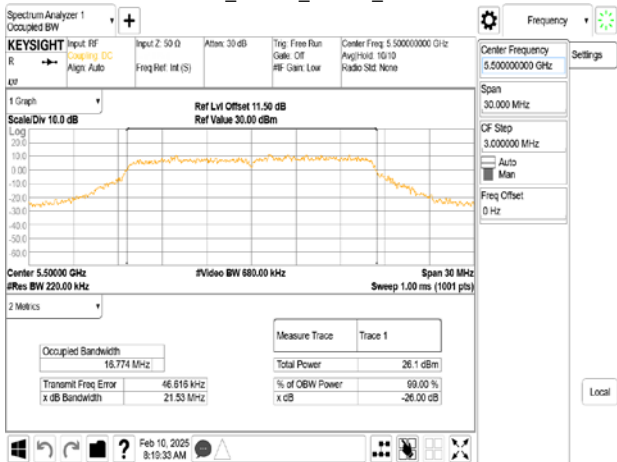 Spectrum Analyzer 1
Occupied BW
Frequency
KEYSIGHT
R
Input: RF
Coupling: DC
Align: Auto
Input Z: 50 Ω
Freq Ref: Int (S)
Atten: 30 dB
Trig: Free Run
Gate: Off
#IF Gain: Low
Center Freq: 5.500000000 GHz
Avg|Hold: 10/10
Radio Std: None
Center Frequency
5.500000000 GHz
Settings
Span
30.000 MHz
CF Step
3.000000 MHz
Auto
Man
Freq Offset
0 Hz
Local
1 Graph
Scale/Div 10.0 dB
Ref Lvl Offset 11.50 dB
Ref Value 30.00 dBm
Log
20.0
10.0
0.00
-10.0
-20.0
-30.0
-40.0
-50.0
-60.0
Center 5.50000 GHz
#Video BW 680.00 kHz
Span 30 MHz
#Res BW 220.00 kHz
Sweep 1.00 ms (1001 pts)
2 Metrics
Measure Trace Trace 1
Occupied Bandwidth
16.774 MHz
Total Power 26.1 dBm
Transmit Freq Error 46.616 kHz
% of OBW Power 99.00 %
x dB Bandwidth 21.53 MHz
x dB -26.00 dB
?
Feb 10, 2025
8:19:33 AM